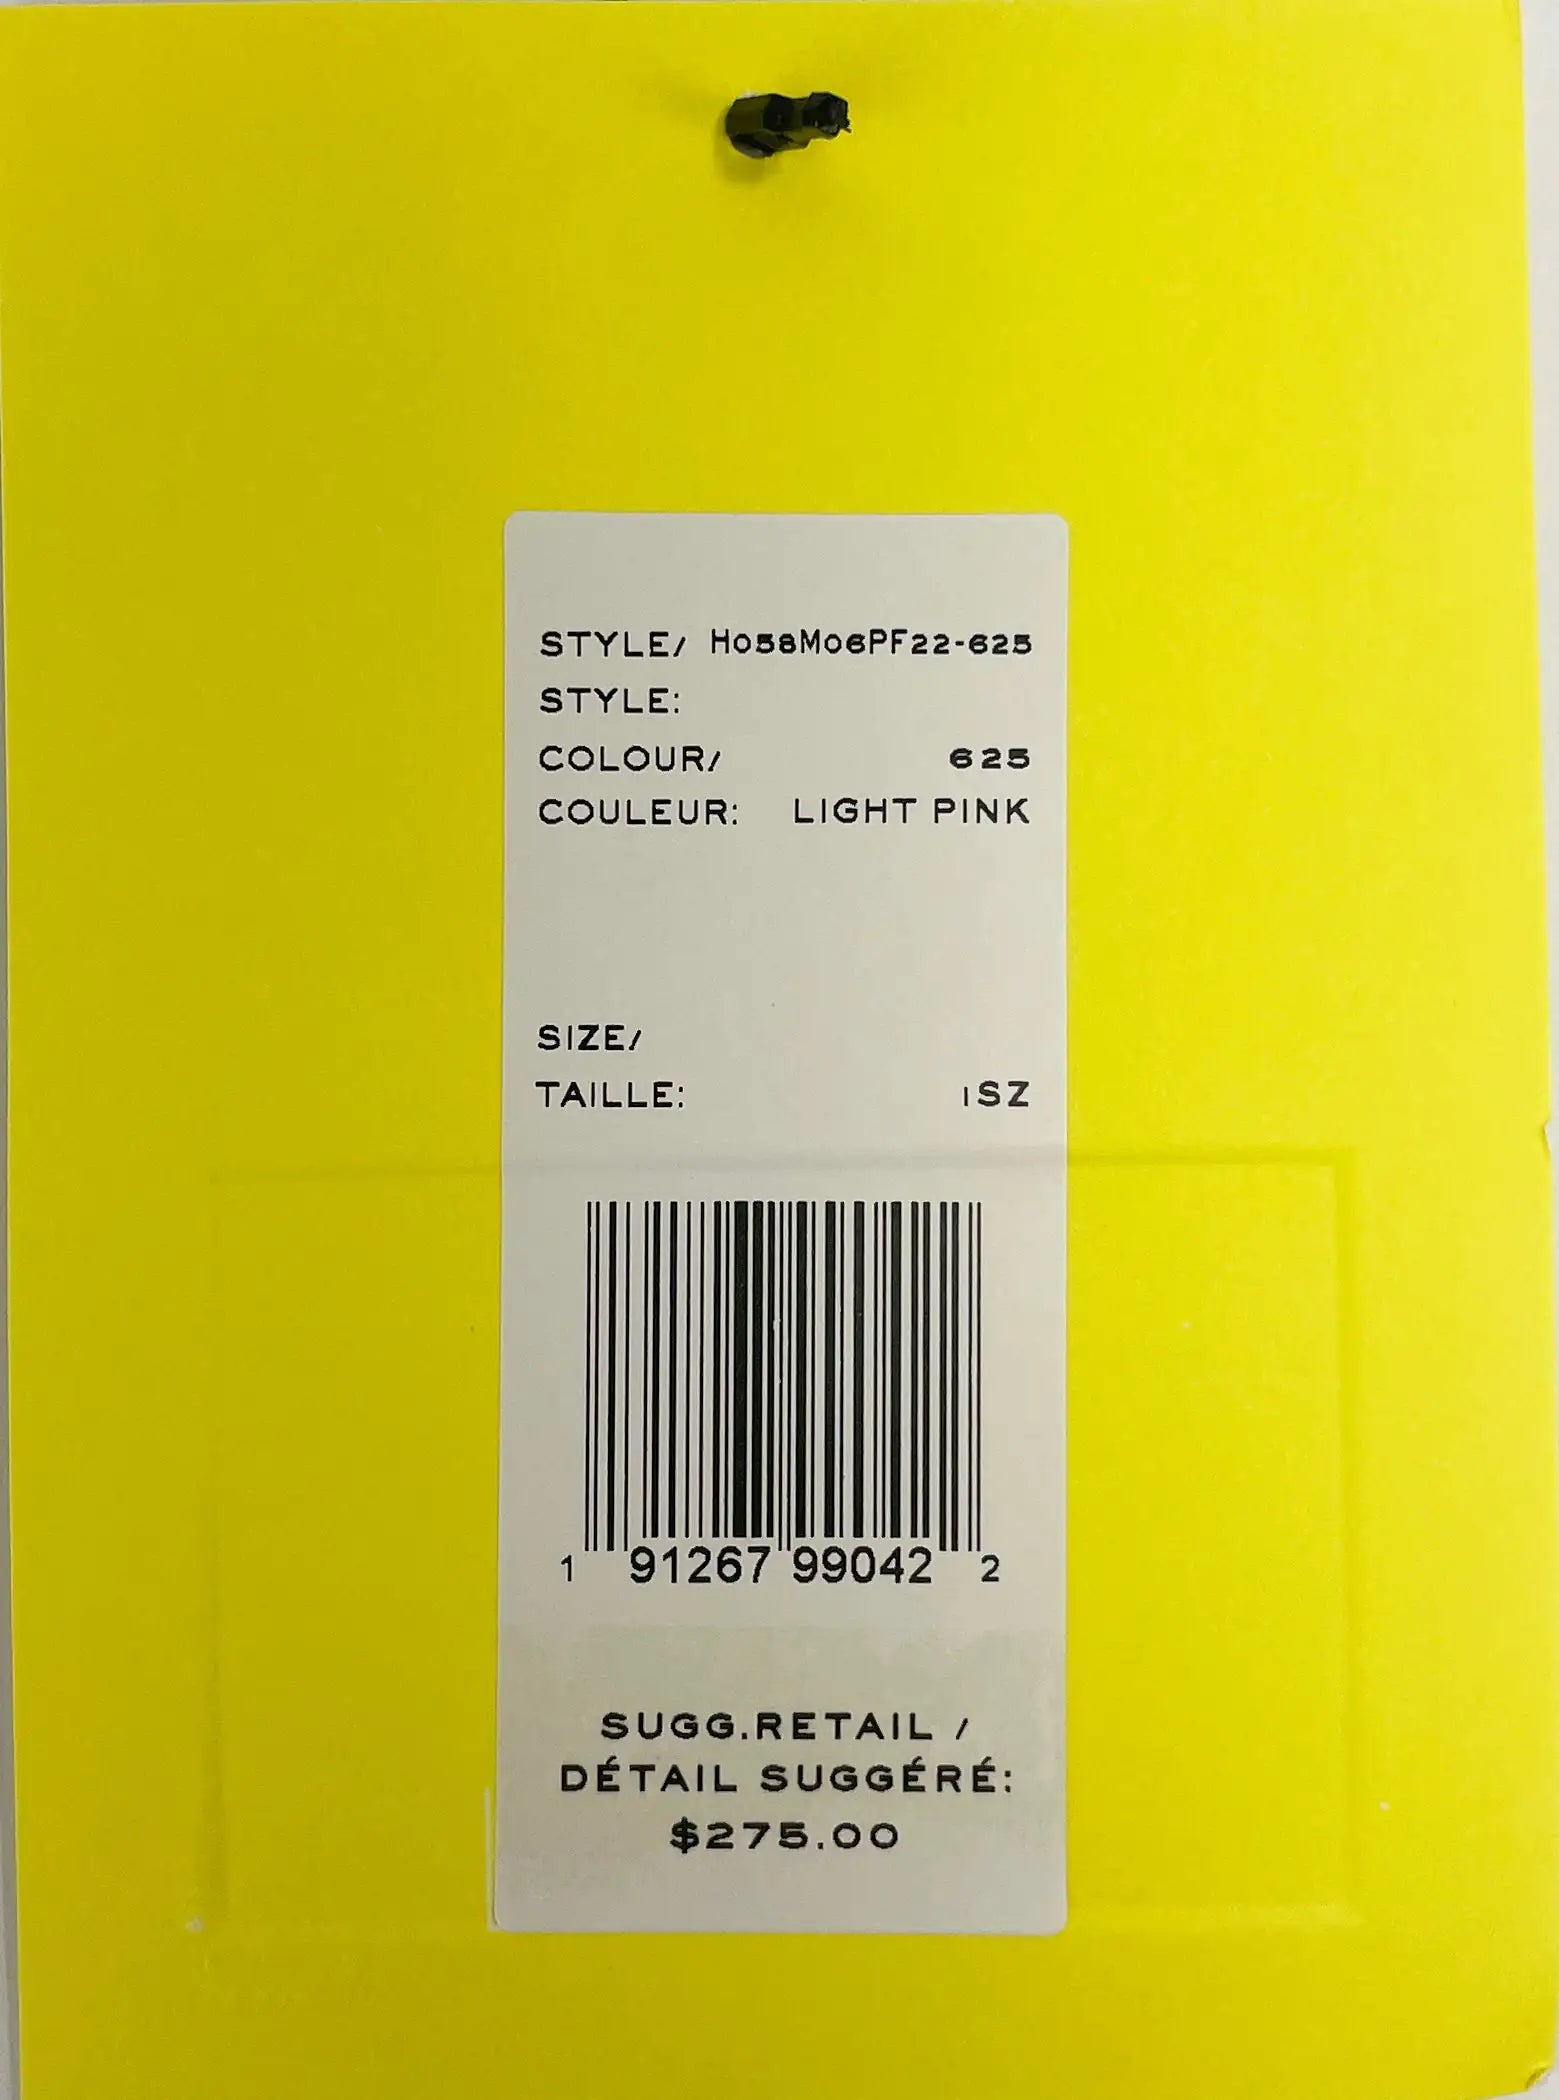 STYLE/ H058M06PF22-625
STYLE:
COLOUR/ 625
COULEUR: LIGHT PINK
SIZE/
TAILLE: 1SZ
1 91267 99042 2
SUGG.RETAIL /
DÉTAIL SUGGÉRÉ:
$275.00